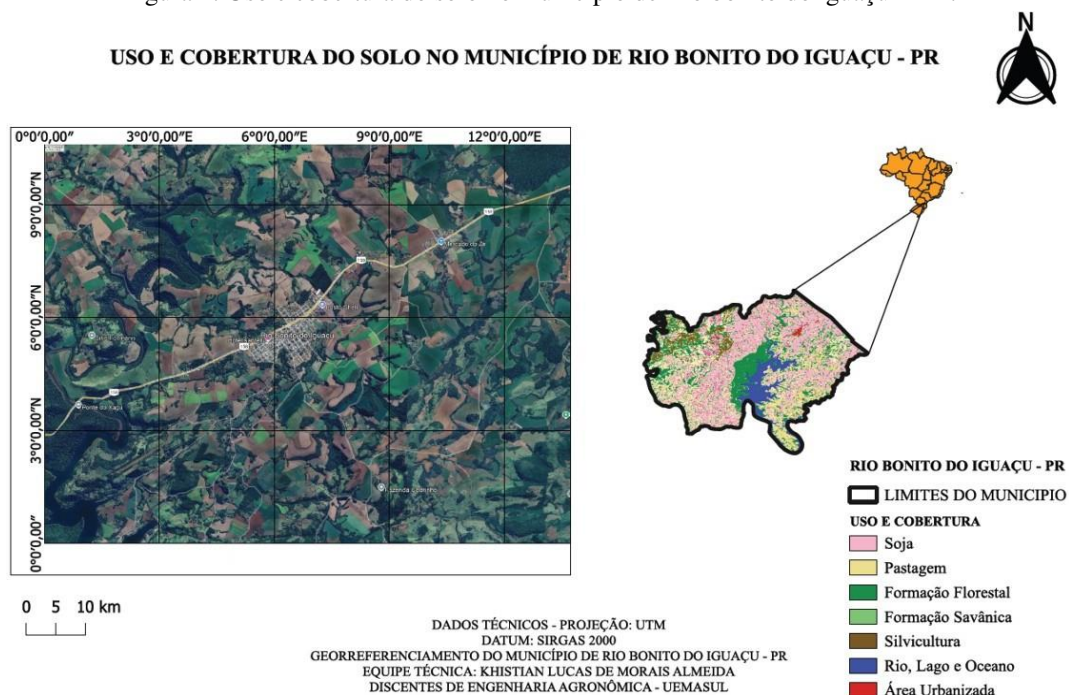 USO E COBERTURA DO SOLO NO MUNICÍPIO DE RIO BONITO DO IGUAÇU - PR
N
0°0'0,00" 3°0'0,00"E 6°0'0,00"E 9°0'0,00"E 12°0'0,00"E
9°0'0,00"N
6°0'0,00"N
3°0'0,00"N
0°0'0,00"
0 5 10 km
DADOS TÉCNICOS - PROJEÇÃO: UTM
DATUM: SIRGAS 2000
GEORREFERENCIAMENTO DO MUNICÍPIO DE RIO BONITO DO IGUAÇU - PR
EQUIPE TÉCNICA: KHISTIAN LUCAS DE MORAIS ALMEIDA
DISCENTES DE ENGENHARIA AGRONÔMICA - UEMASUL
RIO BONITO DO IGUAÇU - PR
LIMITES DO MUNICIPIO
USO E COBERTURA
Soja
Pastagem
Formação Florestal
Formação Savânica
Silvicultura
Rio, Lago e Oceano
Área Urbanizada